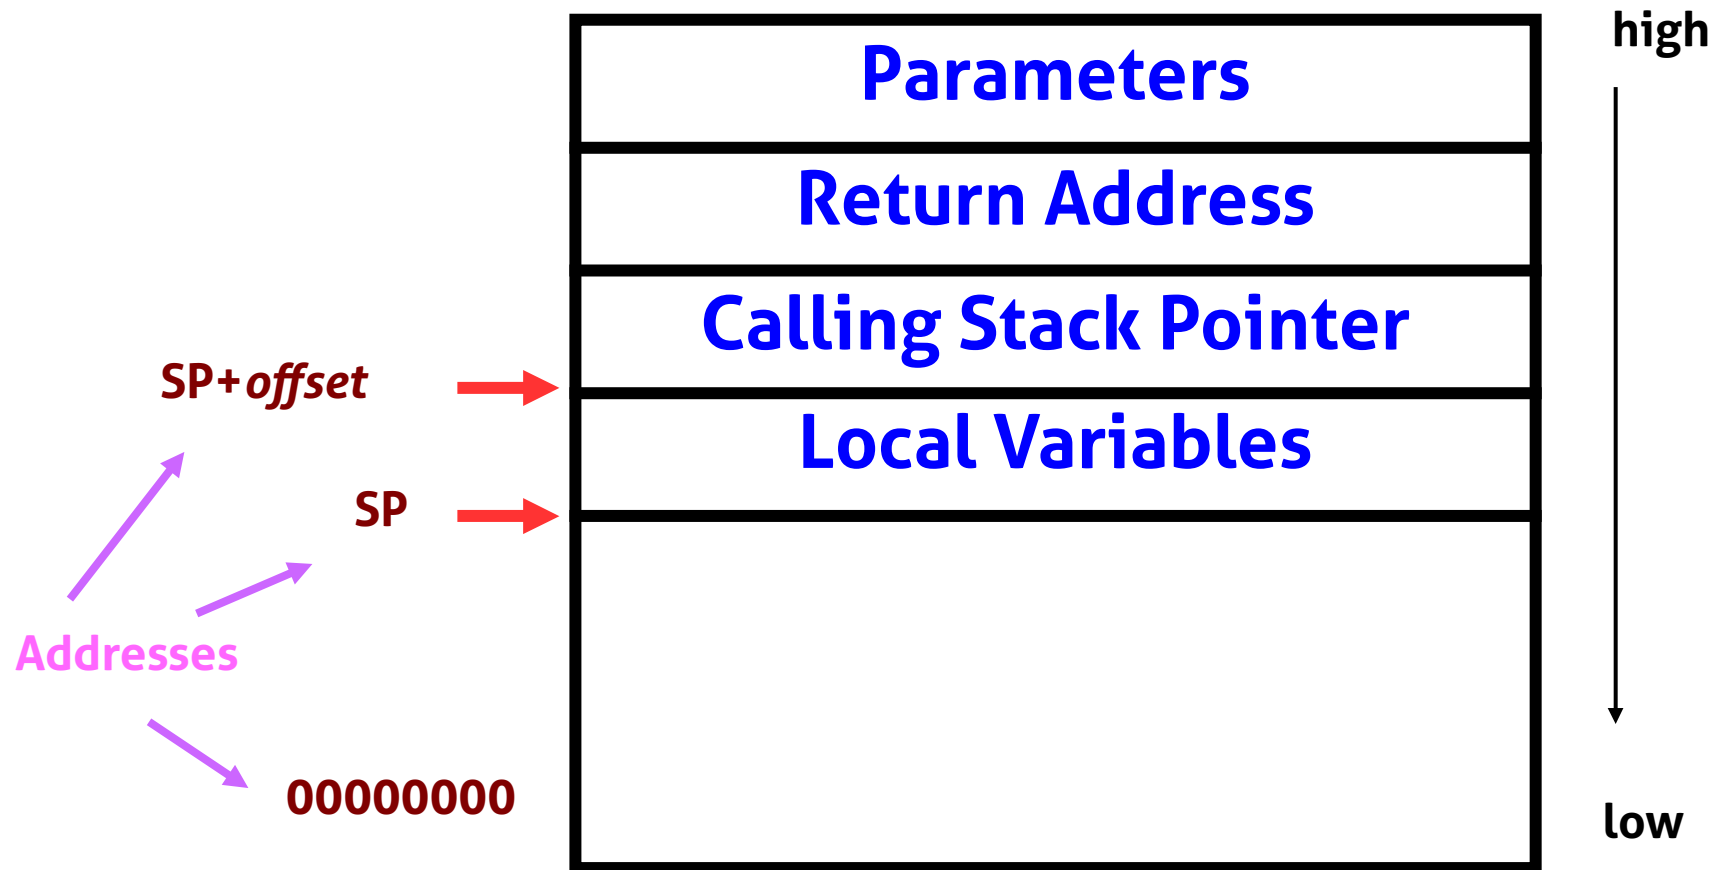 high
Parameters
Return Address
Calling Stack Pointer
SP+offset
Local Variables
SP
Addresses
00000000
low